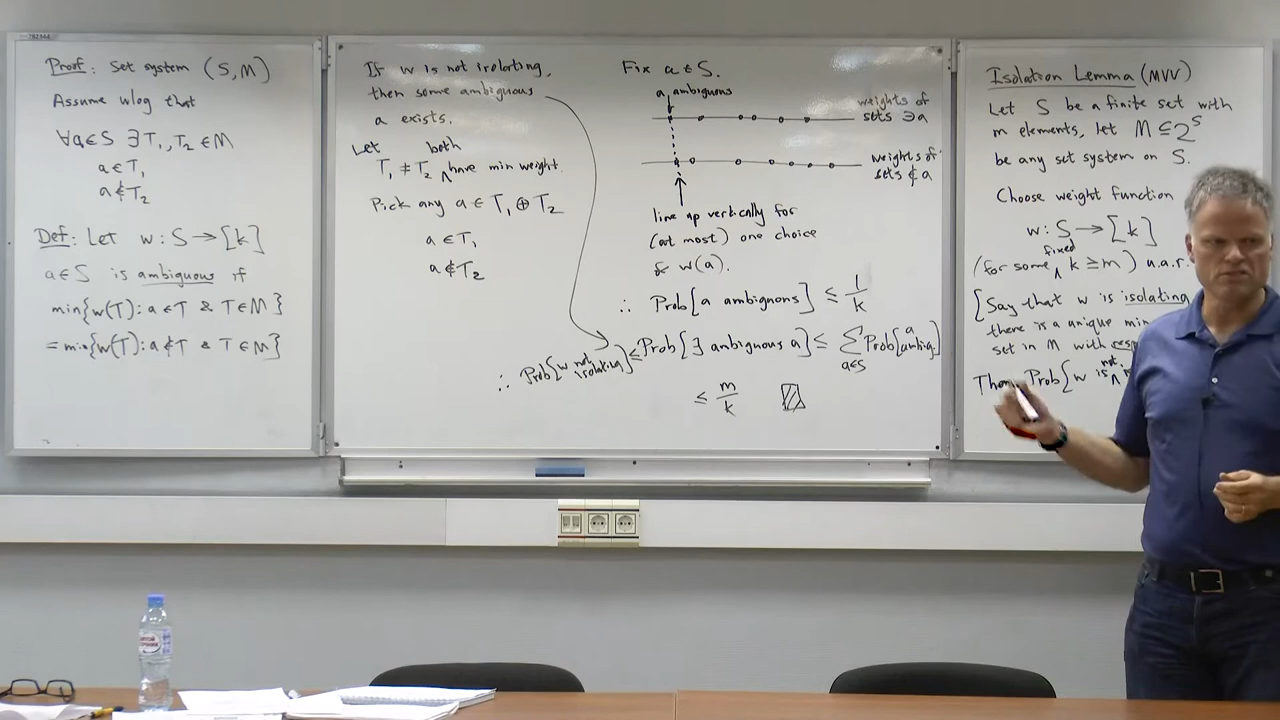 Proof: Set system (S,M)
Assume wlog that
∀a∈S ∃T₁,T₂∈M
a∈T₁
a∉T₂
Def: Let w: S→[k]
a∈S is ambiguous if
min{w(T): a∈T & T∈M}
= min{w(T): a∉T & T∈M}
If w is not isolating,
then some ambiguous
a exists.
Let both
T₁ ≠ T₂ ∧ have min weight.
Pick any a ∈ T₁ ⊕ T₂
a ∈ T₁
a ∉ T₂
Fix a∈S.
a ambiguous
weights of
sets ∋ a
weights of
sets ∌ a
line up vertically for
(at most) one choice
for w(a).
∴ Prob[a ambiguous] ≤ 1/k
∴ Prob[w not isolating] ≤ Prob[∃ ambiguous a] ≤ ∑ a∈S Prob[a ambig.]
≤ m/k
Isolation Lemma (MVV)
Let S be a finite set with
m elements, let M ⊆ 2^S
be any set system on S.
Choose weight function
w: S→[k]
(for some ∧ fixed k ≥ m) u.a.r.
[Say that w is isolating
there is a unique min
set in M with
Then Prob[w is ∧ not